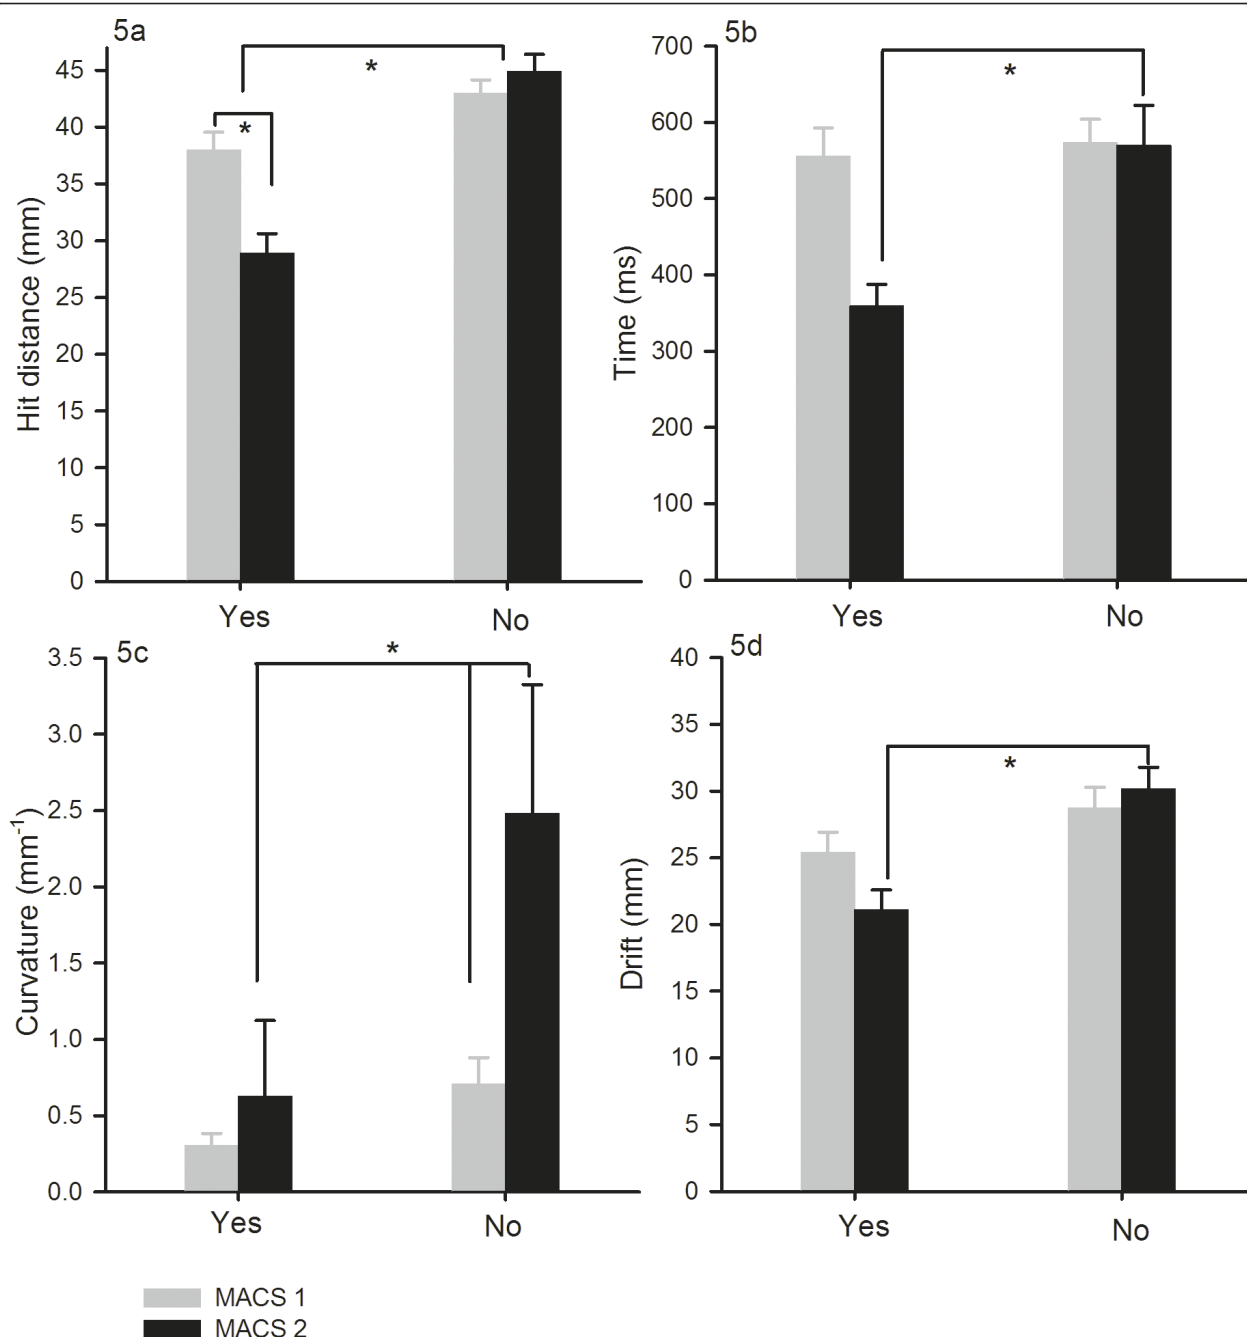 5a
Hit distance (mm)
45
40
35
30
25
20
15
10
5
0
*
*
Yes
No
5b
Time (ms)
700
600
500
400
300
200
100
0
*
Yes
No
5c
Curvature (mm⁻¹)
3.5
3.0
2.5
2.0
1.5
1.0
0.5
0.0
*
Yes
No
5d
Drift (mm)
40
35
30
25
20
15
10
5
0
*
Yes
No
MACS 1
MACS 2